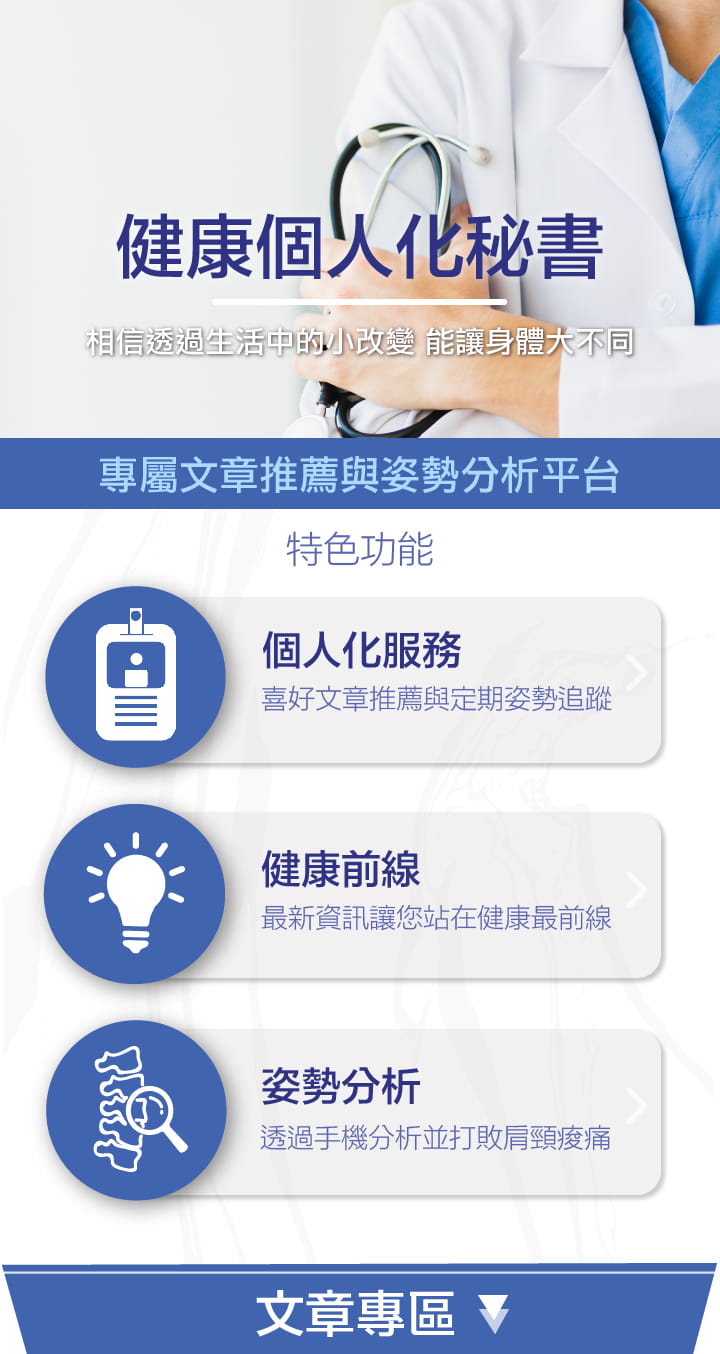 健康個人化秘書
相信透過生活中的小改變 能讓身體大不同
專屬文章推薦與姿勢分析平台
特色功能
個人化服務
喜好文章推薦與定期姿勢追蹤
健康前線
最新資訊讓您站在健康最前線
姿勢分析
透過手機分析並打敗肩頸痠痛
文章專區